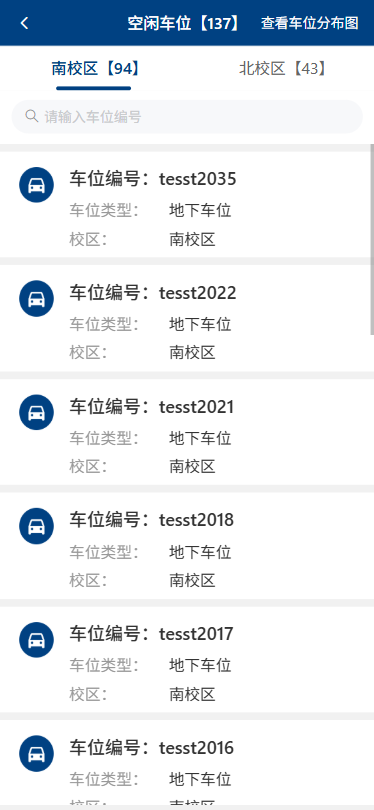 空闲车位【137】 查看车位分布图
南校区【94】 北校区【43】
请输入车位编号
车位编号：tesst2035
车位类型： 地下车位
校区： 南校区
车位编号：tesst2022
车位类型： 地下车位
校区： 南校区
车位编号：tesst2021
车位类型： 地下车位
校区： 南校区
车位编号：tesst2018
车位类型： 地下车位
校区： 南校区
车位编号：tesst2017
车位类型： 地下车位
校区： 南校区
车位编号：tesst2016
车位类型： 地下车位
校区： 南校区